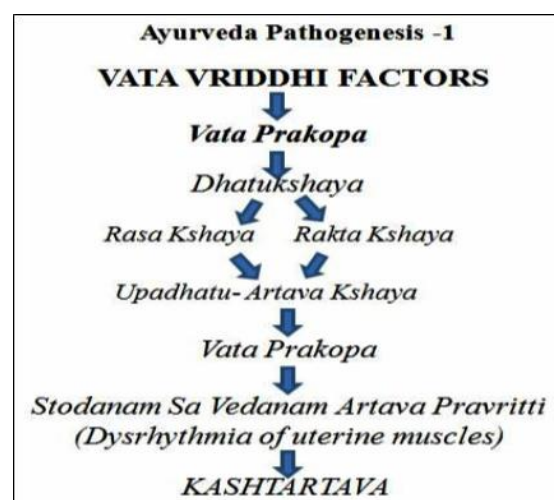 Ayurveda Pathogenesis -1
VATA VRIDDHI FACTORS
Vata Prakopa
Dhatukshaya
Rasa Kshaya Rakta Kshaya
Upadhatu- Artava Kshaya
Vata Prakopa
Stodanam Sa Vedanam Artava Pravritti
(Dysrhythmia of uterine muscles)
KASHTARTAVA